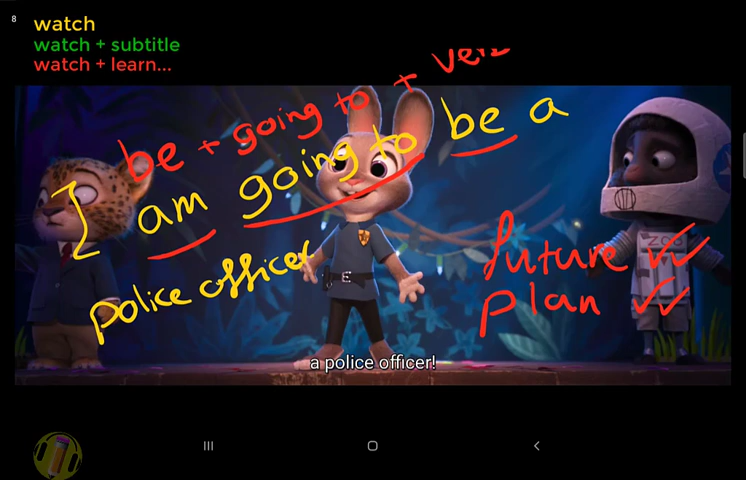 8
watch
watch + subtitle
watch + learn...
be + going to +
I am going to be a
police officer
future
plan
a police officer!